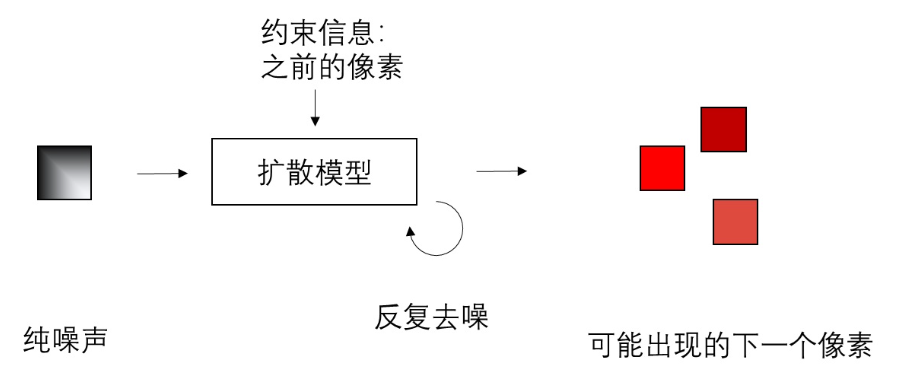 约束信息:
之前的像素
扩散模型
反复去噪
纯噪声
可能出现的下一个像素